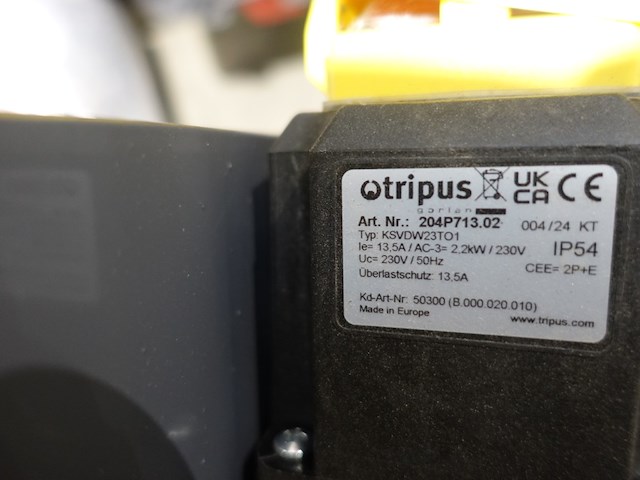 tripus UK CA CE
Art. Nr.: 204P713.02 004/24 KT
Typ: KSVDW23TO1
Ie= 13,5A / AC-3= 2,2kW / 230V IP54
Uc= 230V / 50Hz CEE= 2P+E
Überlastschutz: 13,5A
Kd-Art-Nr: 50300 (B.000.020.010)
Made in Europe www.tripus.com